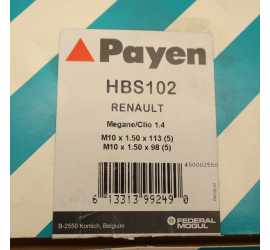 Payen
HBS102
RENAULT
Megane/Clio 1.4
M10 x 1.50 x 113 (5)
M10 x 1.50 x 98 (5)
450002550
6 13313 99249 0
B-2550 Kontich, Belgium
FEDERAL
MOGUL